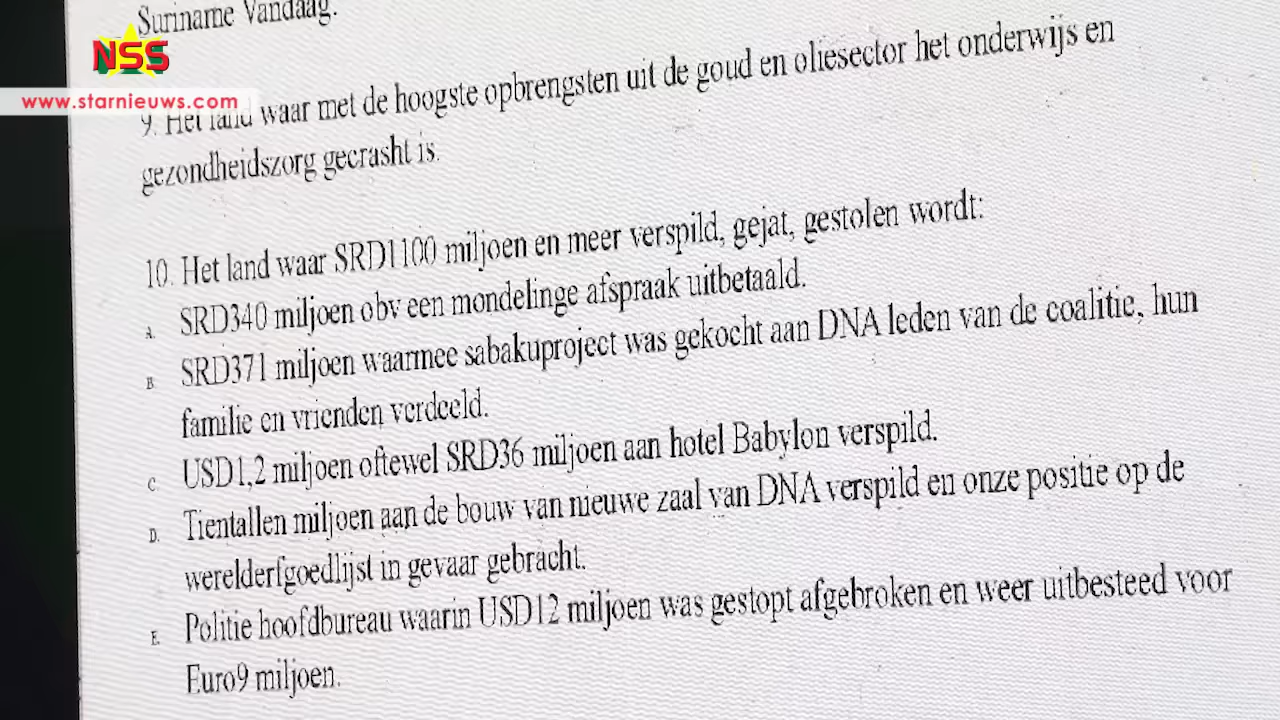 Suriname Vandaag.
NSS
www.starnieuws.com
9. Het land waar met de hoogste opbrengsten uit de goud en oliesector het onderwijs en
gezondheidszorg gecrasht is.
10. Het land waar SRD1100 miljoen en meer verspild, gejat, gestolen wordt:
A. SRD340 miljoen obv een mondelinge afspraak uitbetaald.
B. SRD371 miljoen waarmee sabakuproject was gekocht aan DNA leden van de coalitie, hun
familie en vrienden verdeeld.
C. USD1,2 miljoen oftewel SRD36 miljoen aan hotel Babylon verspild.
D. Tientallen miljoen aan de bouw van nieuwe zaal van DNA verspild en onze positie op de
werelderfgoedlijst in gevaar gebracht.
E. Politie hoofdbureau waarin USD12 miljoen was gestopt afgebroken en weer uitbesteed voor
Euro9 miljoen.